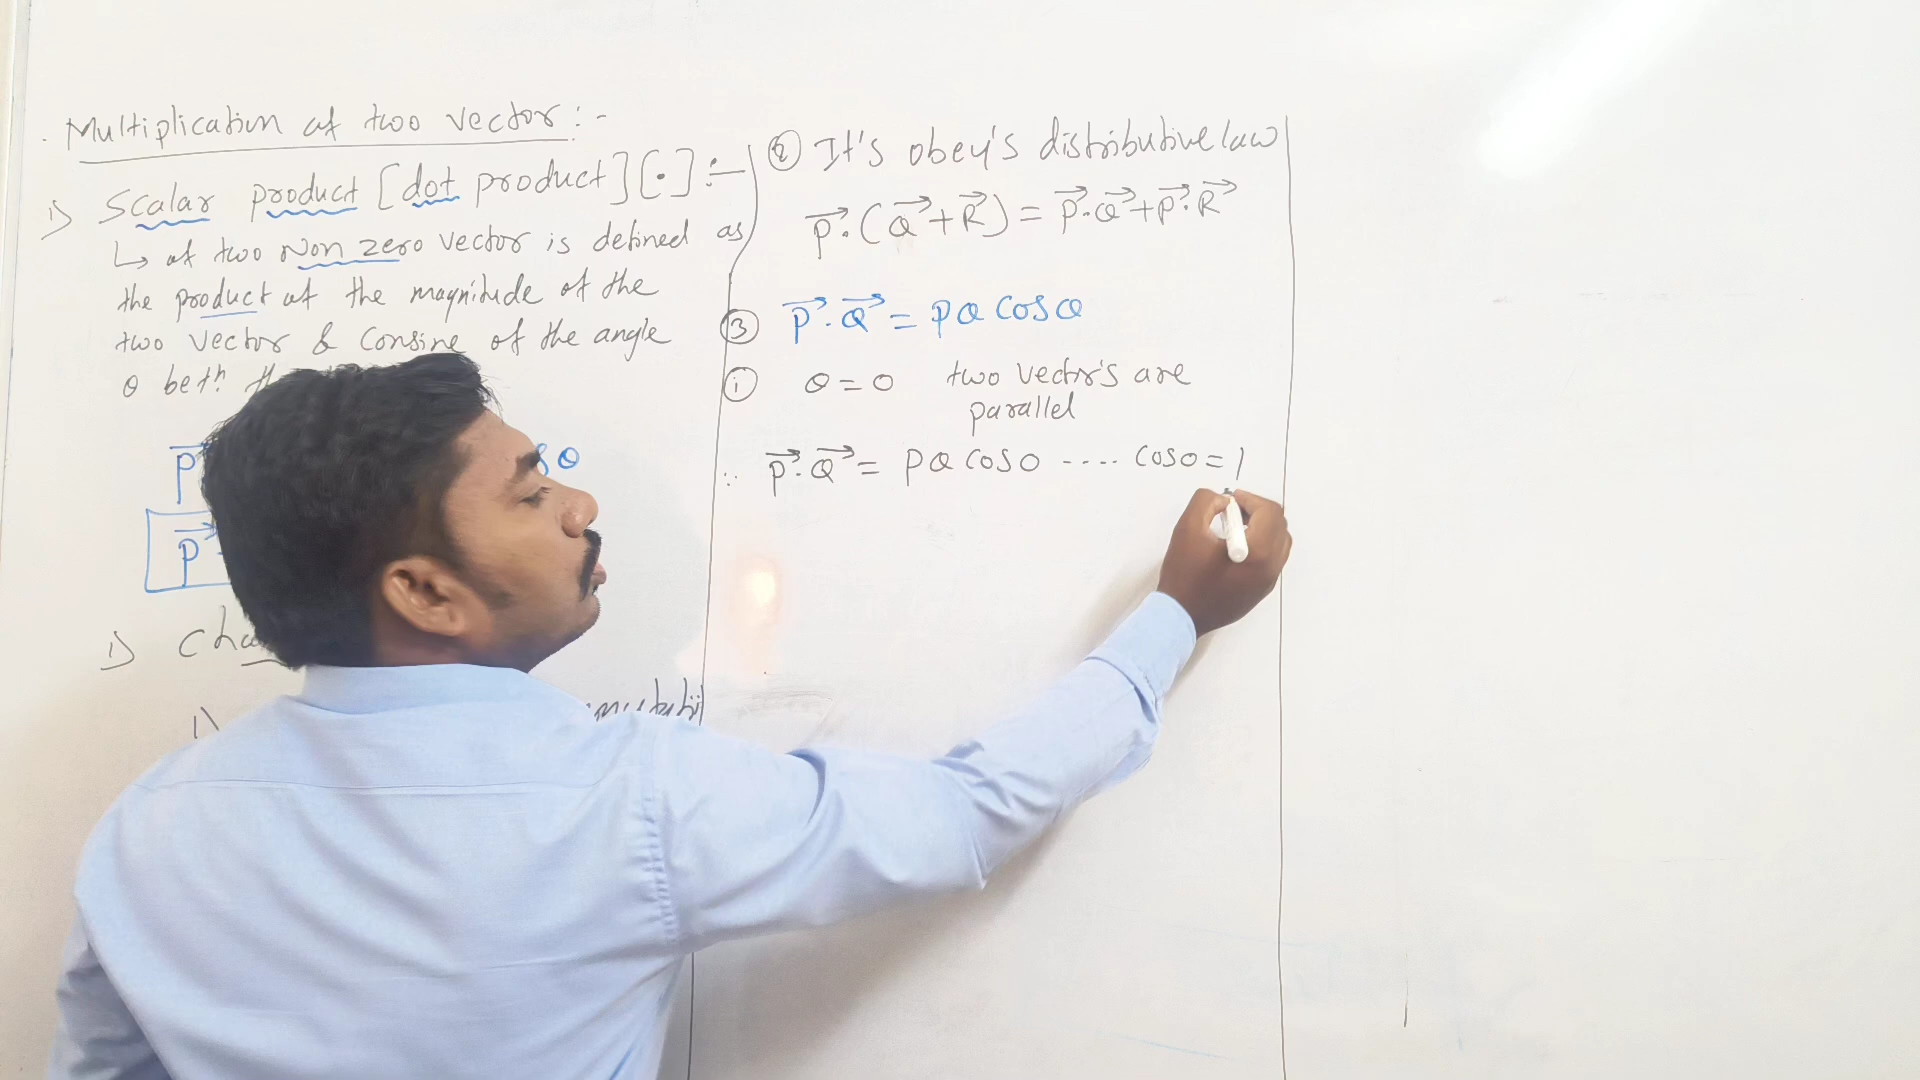 Multiplication of two vector :-
1) Scalar product [dot product] [·] :-
↳ of two Non zero vector is defined as
the product of the magnitude of the
two vector & Consine of the angle
θ betⁿ
P⃗ θ
P⃗
1) Cha
1)
② It's obey's distributive law
P⃗·(Q⃗+R⃗) = P⃗·Q⃗+P⃗·R⃗
③ P⃗·Q⃗ = PQ cosθ
ⓘ θ=0 two vector's are
parallel
∴ P⃗·Q⃗ = PQ cos0 ---- cos0=1